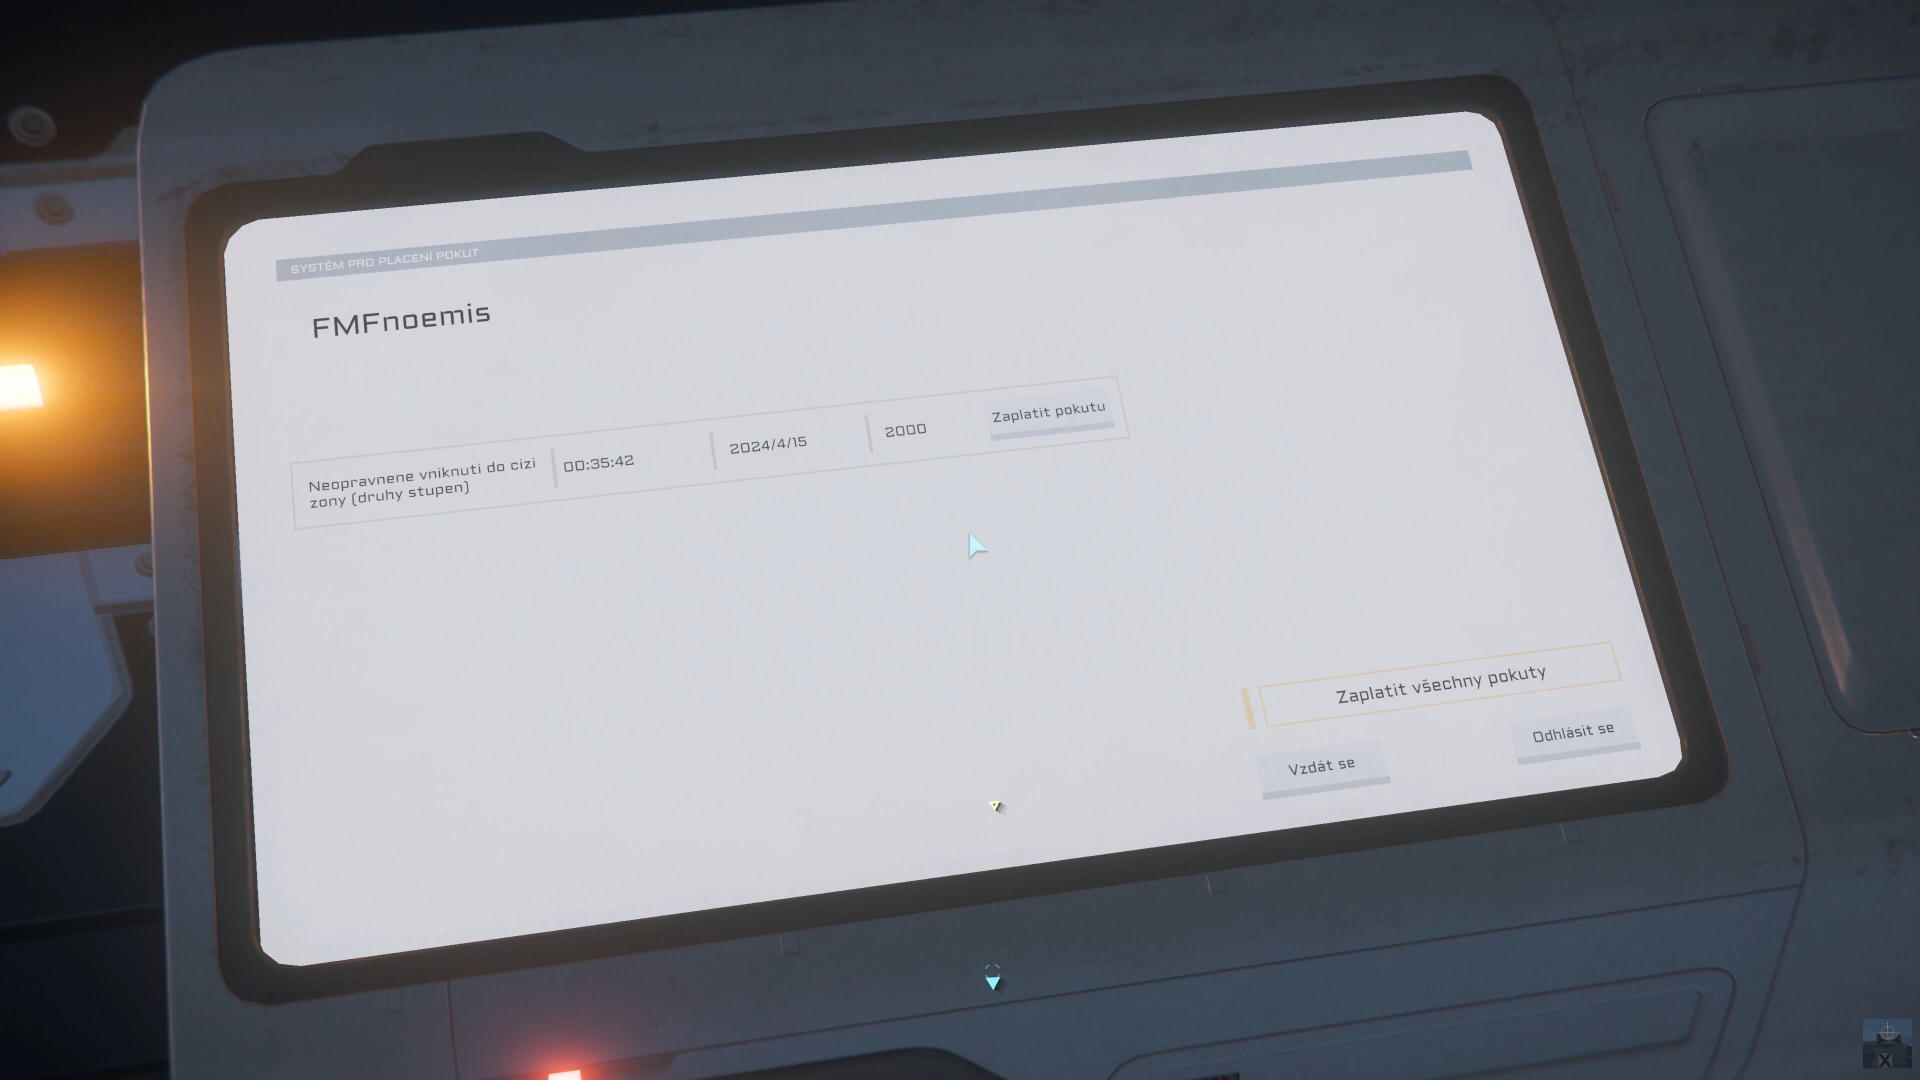 SYSTÉM PRO PLACENÍ POKUT
FMFnoemis
Neopravnene vniknuti do cizi
zony (druhy stupen)
00:35:42
2024/4/15
2000
Zaplatit pokutu
Zaplatit všechny pokuty
Vzdát se
Odhlásit se
X